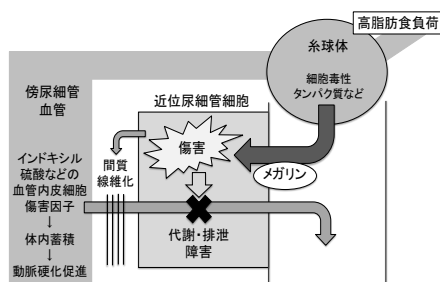 高脂肪食負荷
糸球体
細胞毒性
タンパク質など
傍尿細管
血管
近位尿細管細胞
傷害
メガリン
間質
線維化
インドキシル
硫酸などの
血管内皮細胞
傷害因子
↓
体内蓄積
↓
動脈硬化促進
代謝・排泄
障害